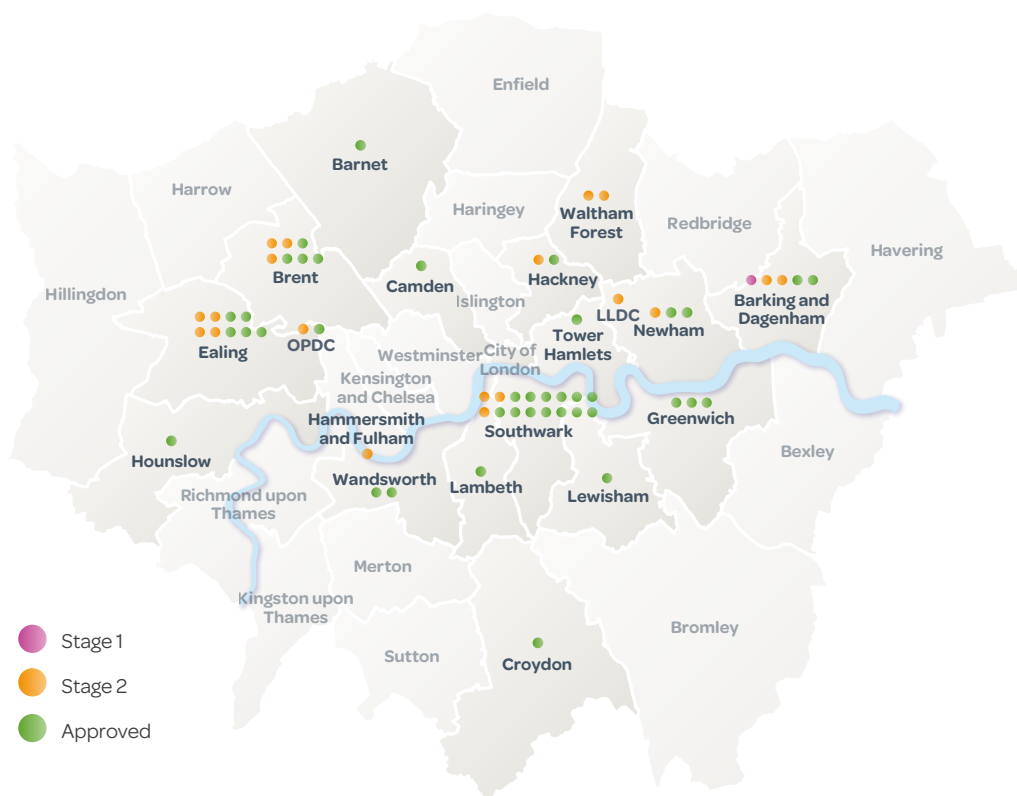 Enfield
Barnet
Harrow
Haringey
Waltham
Forest
Redbridge
Havering
Brent
Camden
Hackney
Hillingdon
Islington
Barking and
Dagenham
LLDC
Newham
Ealing
OPDC
Tower
Hamlets
Westminster
City of
London
Kensington
and Chelsea
Hammersmith
and Fulham
Southwark
Greenwich
Hounslow
Bexley
Wandsworth
Lambeth
Lewisham
Richmond upon
Thames
Merton
Kingston upon
Thames
Bromley
Sutton
Croydon
Stage 1
Stage 2
Approved